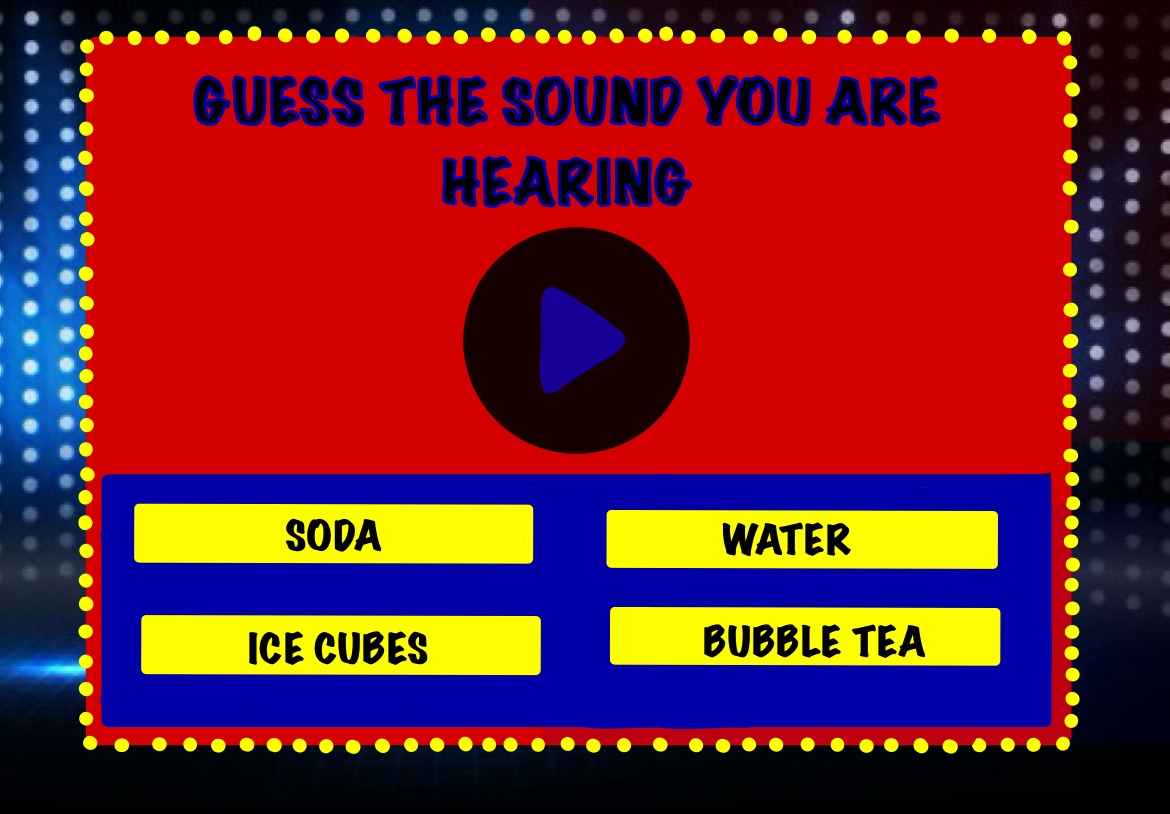 GUESS THE SOUND YOU ARE
HEARING
SODA
WATER
ICE CUBES
BUBBLE TEA